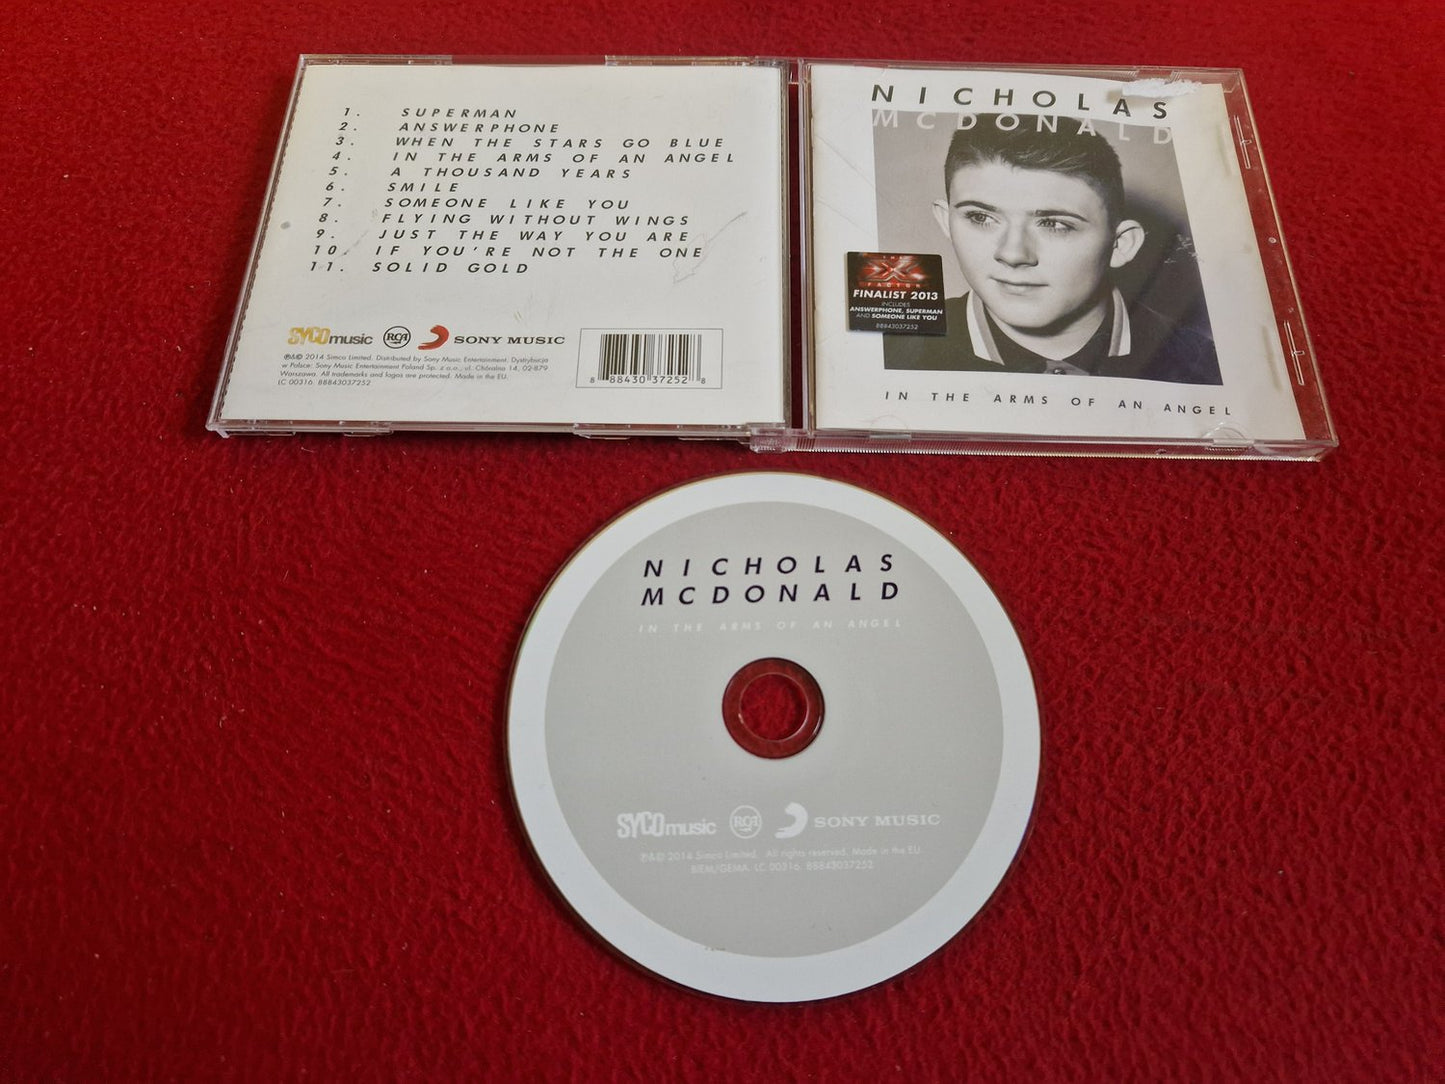 1. SUPERMAN
2. ANSWERPHONE
3. WHEN THE STARS GO BLUE
4. IN THE ARMS OF AN ANGEL
5. A THOUSAND YEARS
6. SMILE
7. SOMEONE LIKE YOU
8. FLYING WITHOUT WINGS
9. JUST THE WAY YOU ARE
10. IF YOU'RE NOT THE ONE
11. SOLID GOLD
SYCOmusic RCA SONY MUSIC
℗&© 2014 Simco Limited. Distributed by Sony Music Entertainment. Dystrybucja
w Polsce: Sony Music Entertainment Poland Sp. z o.o., ul. Chóralna 14, 02-879
Warszawa. All trademarks and logos are protected. Made in the EU.
LC 00316. 88843037252
8 88430 37252 8
NICHOLAS
MCDONALD
THE
X
FACTOR
FINALIST 2013
INCLUDES
ANSWERPHONE, SUPERMAN
AND SOMEONE LIKE YOU
88843037252
IN THE ARMS OF AN ANGEL
NICHOLAS
MCDONALD
IN THE ARMS OF AN ANGEL
SYCOmusic RCA SONY MUSIC
℗&© 2014 Simco Limited. All rights reserved. Made in the EU.
BIEM/GEMA. LC 00316. 88843037252